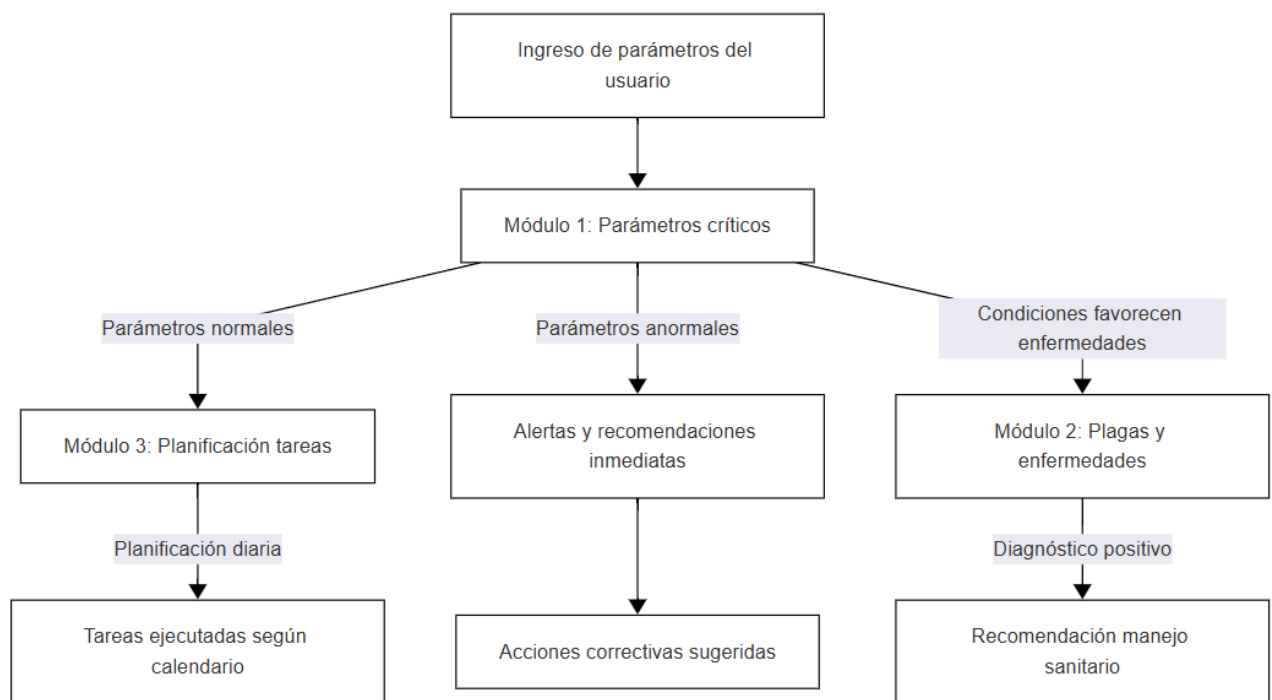 Ingreso de parámetros del
usuario
Módulo 1: Parámetros críticos
Parámetros normales
Parámetros anormales
Condiciones favorecen
enfermedades
Módulo 3: Planificación tareas
Alertas y recomendaciones
inmediatas
Módulo 2: Plagas y
enfermedades
Planificación diaria
Diagnóstico positivo
Tareas ejecutadas según
calendario
Acciones correctivas sugeridas
Recomendación manejo
sanitario